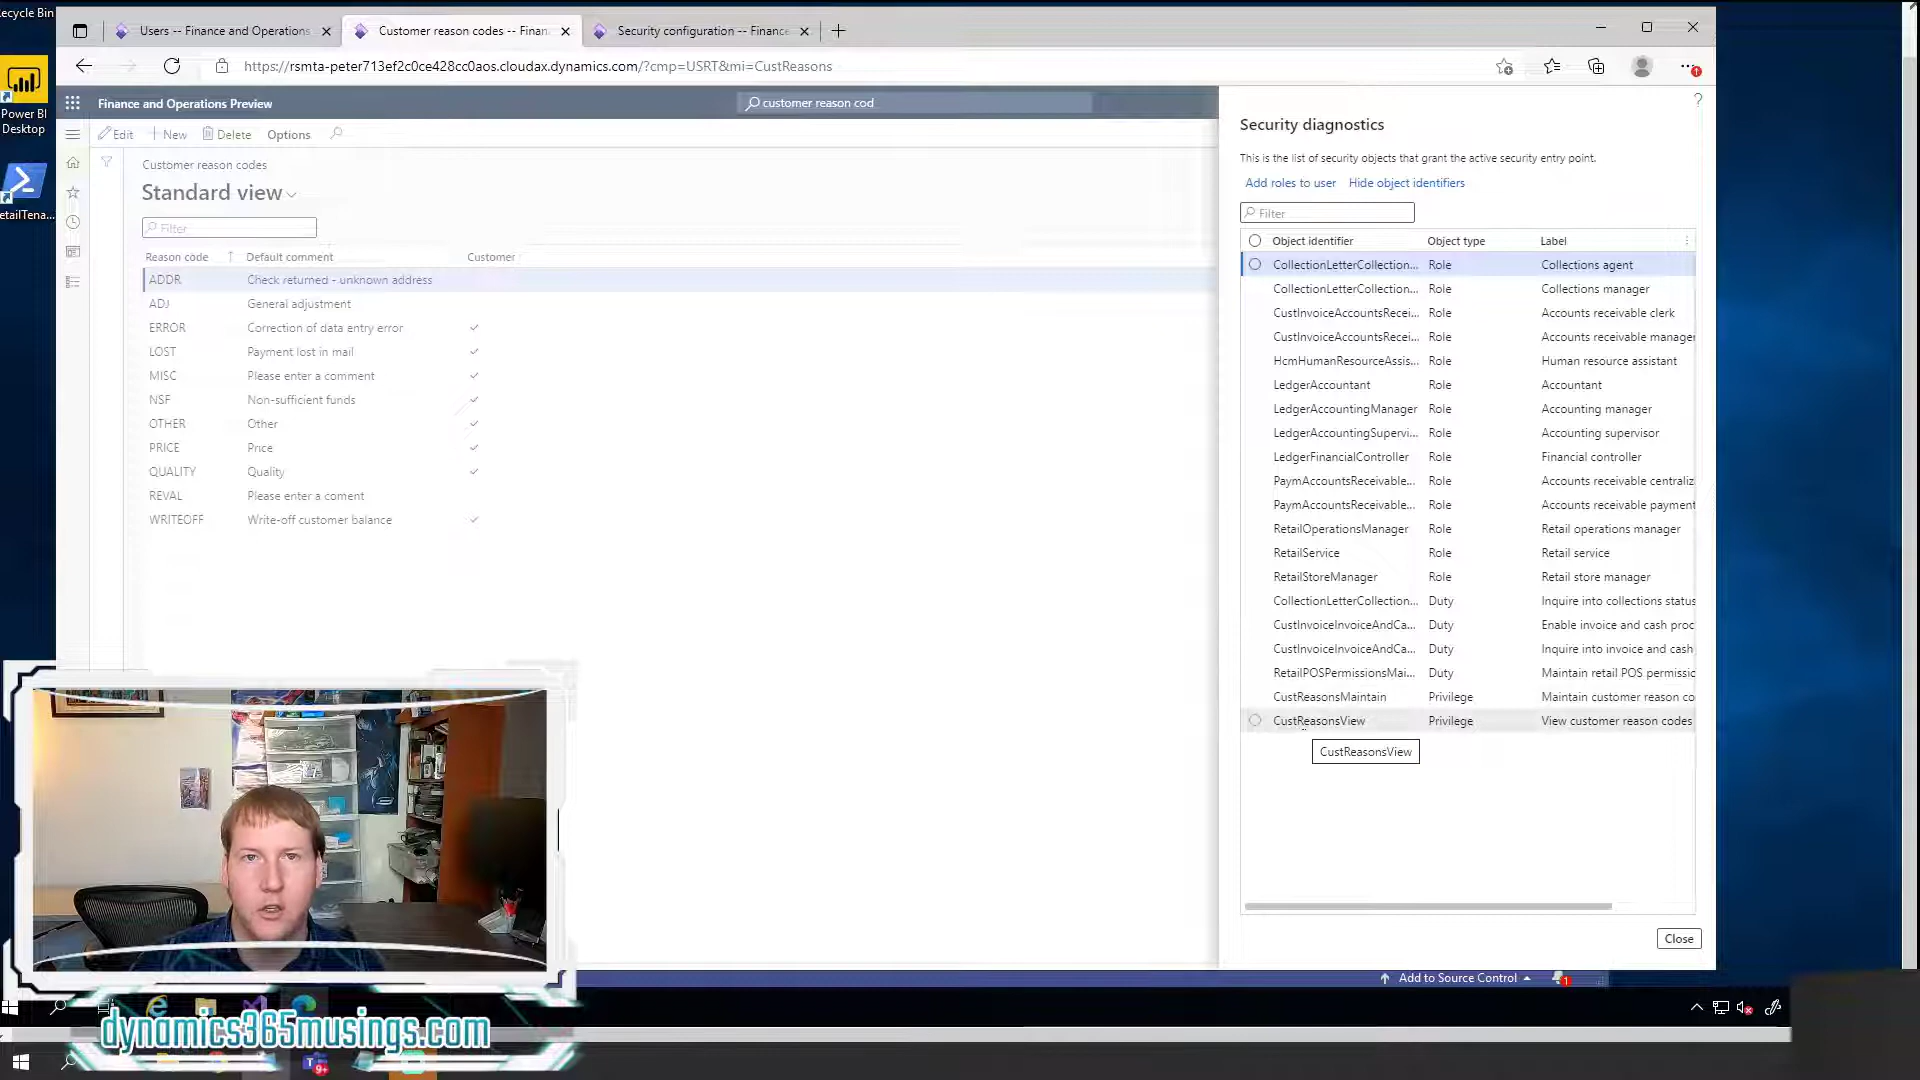 ecycle Bin
Power BI
Desktop
etailTena...
Users -- Finance and Operations
Customer reason codes -- Finan
Security configuration -- Finance
https://rsmta-peter713ef2c0ce428cc0aos.cloudax.dynamics.com/?cmp=USRT&mi=CustReasons
Finance and Operations Preview
customer reason cod
?
Edit
New
Delete
Options
Customer reason codes
Standard view
Filter
Reason code Default comment Customer
ADDR Check returned - unknown address
ADJ General adjustment
ERROR Correction of data entry error
LOST Payment lost in mail
MISC Please enter a comment
NSF Non-sufficient funds
OTHER Other
PRICE Price
QUALITY Quality
REVAL Please enter a coment
WRITEOFF Write-off customer balance
Security diagnostics
This is the list of security objects that grant the active security entry point.
Add roles to user Hide object identifiers
Filter
Object identifier Object type Label
CollectionLetterCollection... Role Collections agent
CollectionLetterCollection... Role Collections manager
CustInvoiceAccountsRecei... Role Accounts receivable clerk
CustInvoiceAccountsRecei... Role Accounts receivable manager
HcmHumanResourceAssis... Role Human resource assistant
LedgerAccountant Role Accountant
LedgerAccountingManager Role Accounting manager
LedgerAccountingSupervi... Role Accounting supervisor
LedgerFinancialController Role Financial controller
PaymAccountsReceivable... Role Accounts receivable centraliz
PaymAccountsReceivable... Role Accounts receivable payment
RetailOperationsManager Role Retail operations manager
RetailService Role Retail service
RetailStoreManager Role Retail store manager
CollectionLetterCollection... Duty Inquire into collections status
CustInvoiceInvoiceAndCa... Duty Enable invoice and cash proc
CustInvoiceInvoiceAndCa... Duty Inquire into invoice and cash
RetailPOSPermissionsMai... Duty Maintain retail POS permissic
CustReasonsMaintain Privilege Maintain customer reason co
CustReasonsView Privilege View customer reason codes
CustReasonsView
Close
Add to Source Control
1
dynamics365musings.com
9+